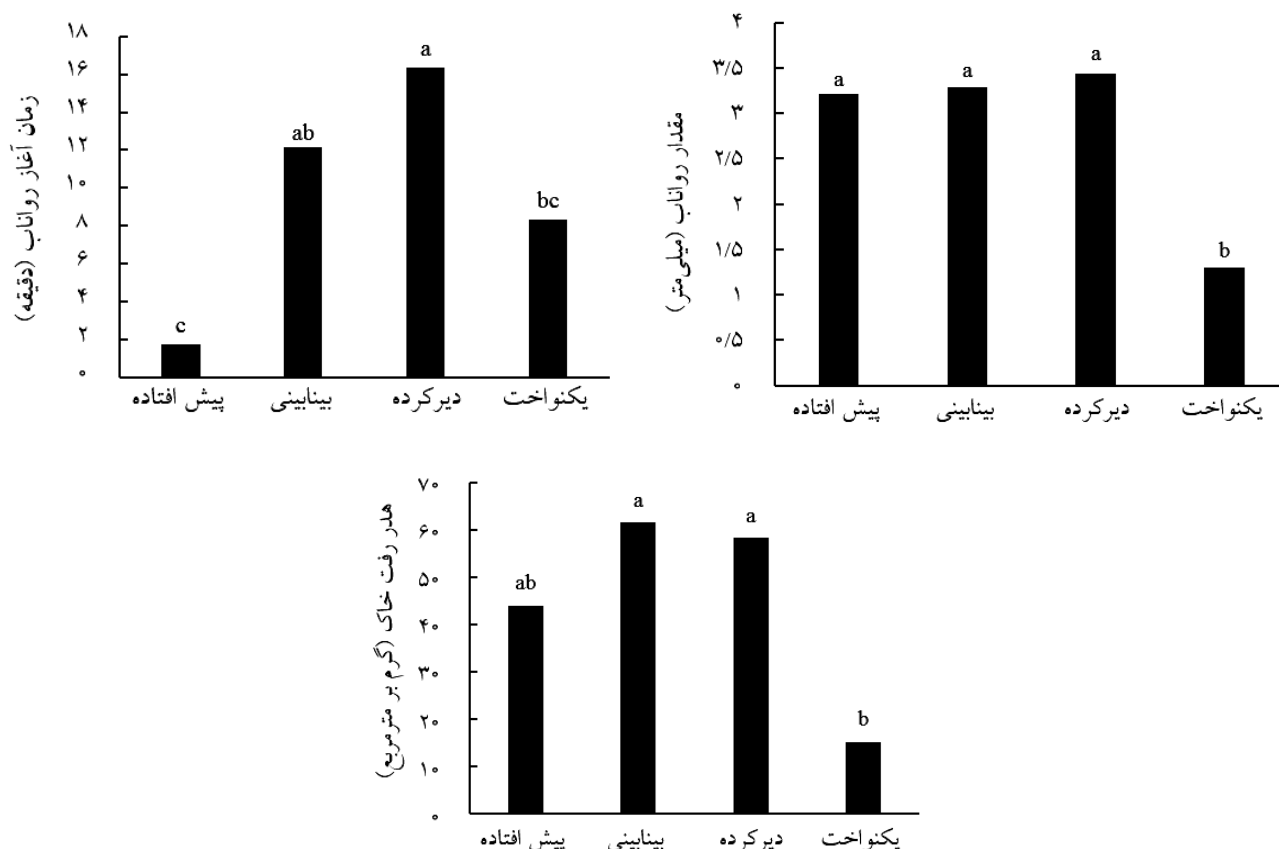 زمان آغاز رواناب (دقیقه)
۱۸
۱۶
۱۴
۱۲
۱۰
۸
۶
۴
۲
۰
c
ab
a
bc
پیش افتاده
بینابینی
دیرکرده
یکنواخت
مقدار رواناب (میلی‌متر)
۴
۳/۵
۳
۲/۵
۲
۱/۵
۱
۰/۵
۰
a
a
a
b
پیش افتاده
بینابینی
دیرکرده
یکنواخت
هدر رفت خاک (گرم بر مترمربع)
۷۰
۶۰
۵۰
۴۰
۳۰
۲۰
۱۰
۰
ab
a
a
b
پیش افتاده
بینابینی
دیرکرده
یکنواخت